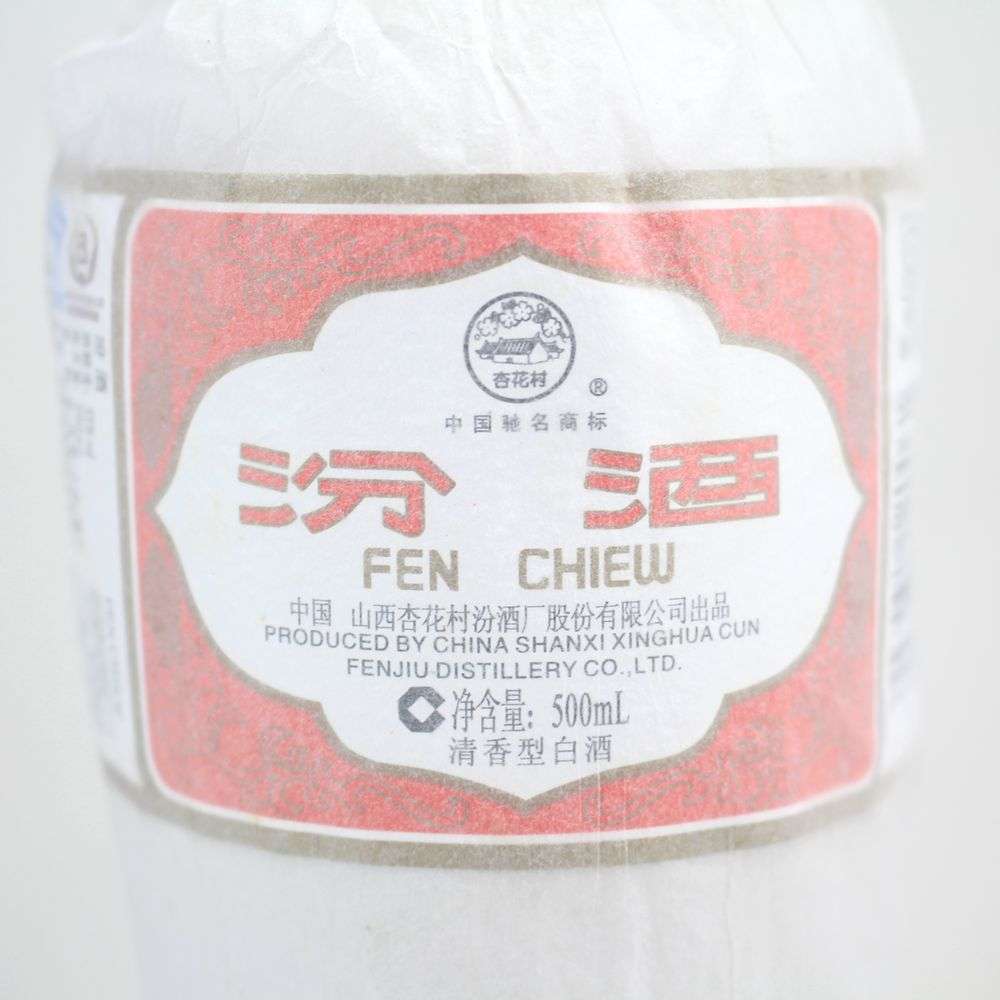 杏花村
®
中国驰名商标
汾酒
FEN CHIEW
中国 山西杏花村汾酒厂股份有限公司出品
PRODUCED BY CHINA SHANXI XINGHUA CUN
FENJIU DISTILLERY CO.,LTD.
净含量: 500mL
清香型白酒